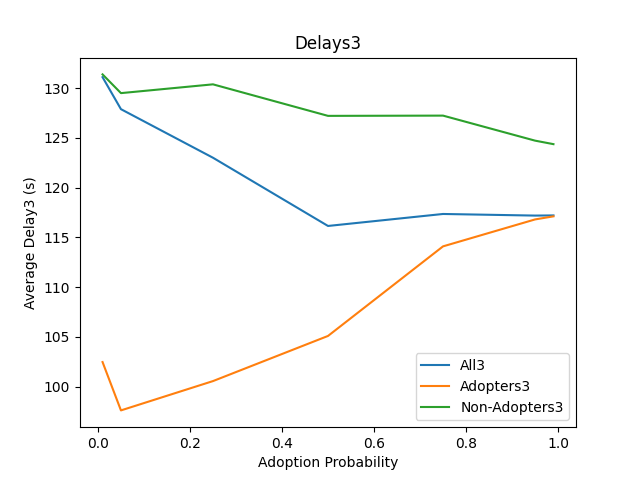 Delays3
Average Delay3 (s)
130
125
120
115
110
105
100
0.0 0.2 0.4 0.6 0.8 1.0
Adoption Probability
All3
Adopters3
Non-Adopters3